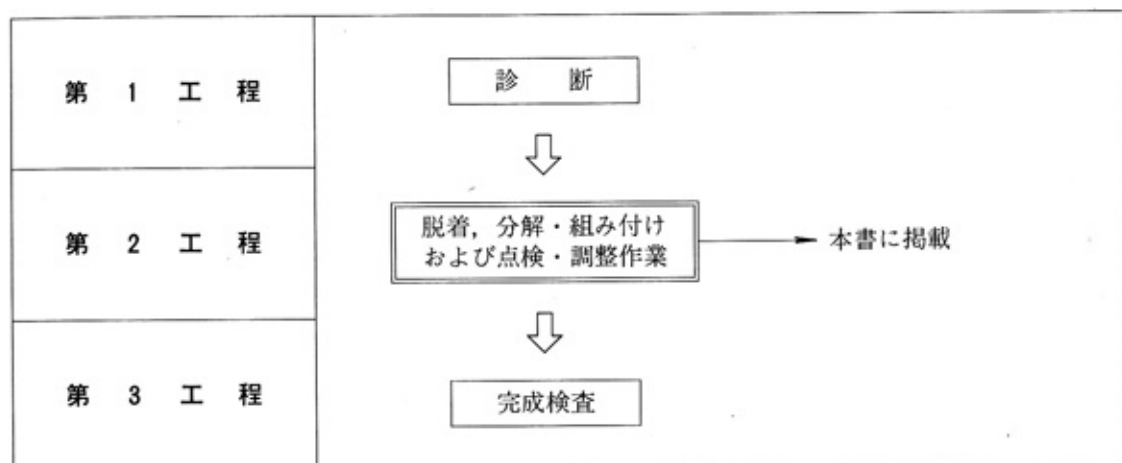 第 1 工 程
診 断
第 2 工 程
脱着，分解・組み付け
および点検・調整作業
本書に掲載
第 3 工 程
完成検査